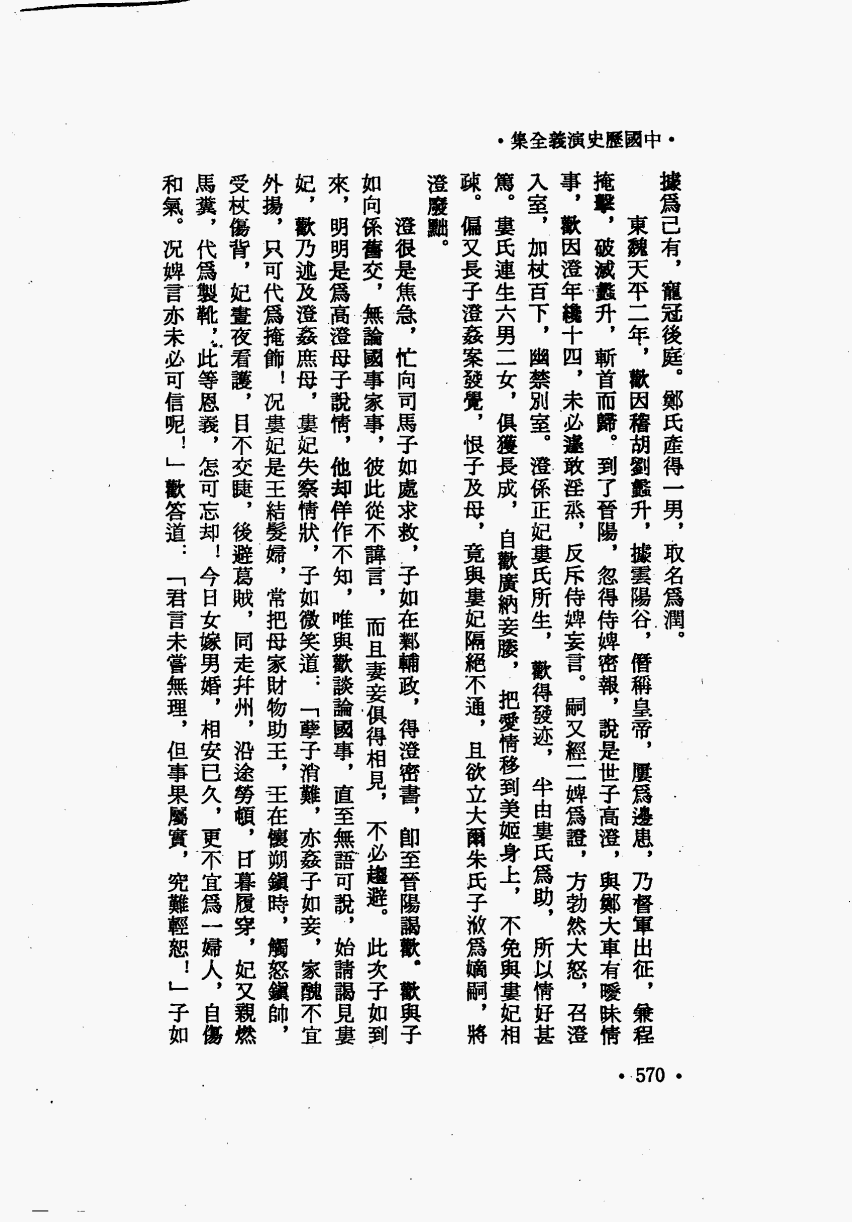 ・中國歷史演義全集・
據爲己有，寵冠後庭。鄭氏產得一男，取名爲潤。
東魏天平二年，歡因稽胡劉蠡升，據雲陽谷，僭稱皇帝，屢爲邊患，乃督軍出征，兼程
掩擊，破滅蠡升，斬首而歸。到了晉陽，忽得侍婢密報，說是世子高澄，與鄭大車有曖昧情
事，歡因澄年纔十四，未必遽敢淫烝，反斥侍婢妄言。嗣又經二婢爲證，方勃然大怒，召澄
入室，加杖百下，幽禁別室。澄係正妃婁氏所生，歡得發迹，半由婁氏爲助，所以情好甚
篤。婁氏連生六男二女，俱獲長成，自歡廣納妾媵，把愛情移到美姬身上，不免與婁妃相
疎。偏又長子澄姦案發覺，恨子及母，竟與婁妃隔絕不通，且欲立大爾朱氏子浟爲嫡嗣，將
澄廢黜。
澄很是焦急，忙向司馬子如處求救，子如在鄴輔政，得澄密書，卽至晉陽謁歡。歡與子
如向係舊交，無論國事家事，彼此從不諱言，而且妻妾俱得相見，不必趨避。此次子如到
來，明明是爲高澄母子說情，他却佯作不知，唯與歡談論國事，直至無語可說，始請謁見婁
妃，歡乃述及澄姦庶母，婁妃失察情狀，子如微笑道：「孽子消難，亦姦子如妾，家醜不宜
外揚，只可代爲掩飾！况婁妃是王結髮婦，常把母家財物助王，王在懷朔鎭時，觸怒鎭帥，
受杖傷背，妃晝夜看護，目不交睫，後避葛賊，同走幷州，沿途勞頓，日暮履穿，妃又親燃
馬糞，代爲製靴，此等恩義，怎可忘却！今日女嫁男婚，相安已久，更不宜爲一婦人，自傷
和氣。况婢言亦未必可信呢！」歡答道：「君言未嘗無理，但事果屬實，究難輕恕！」子如
・570・